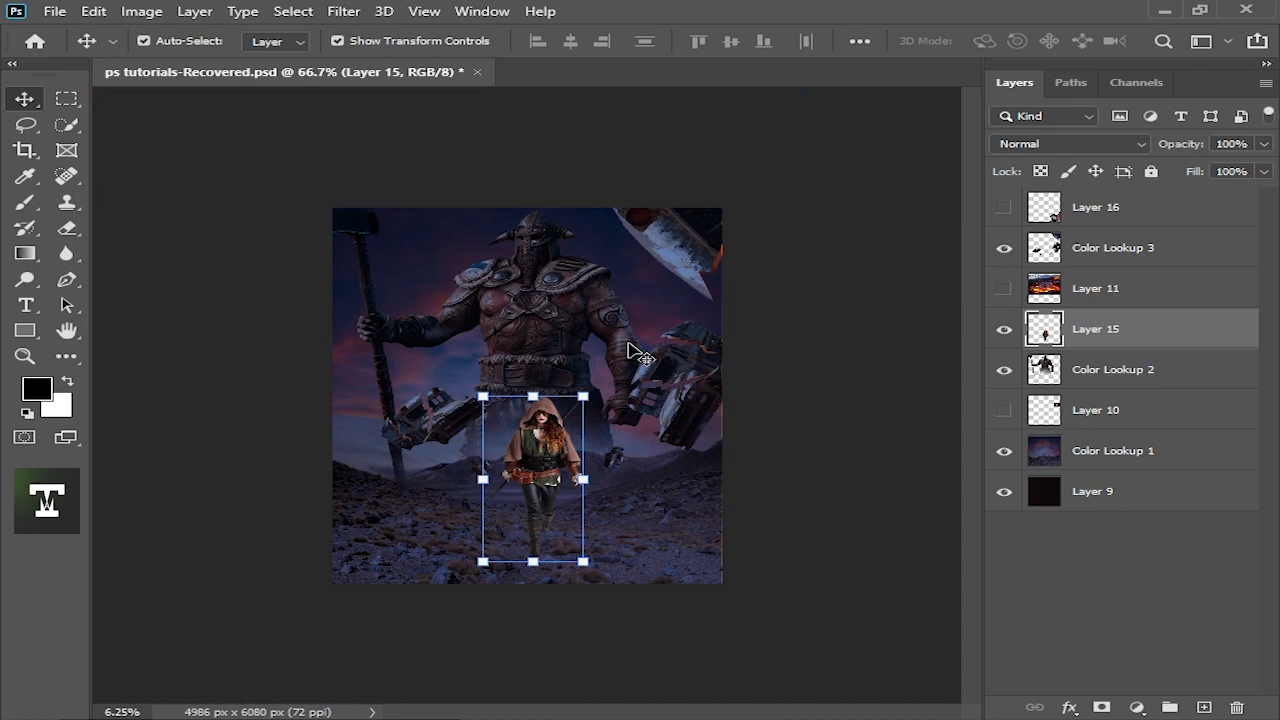 Ps File Edit Image Layer Type Select Filter 3D View Window Help
Auto-Select: Layer Show Transform Controls 3D Mode:
ps tutorials-Recovered.psd @ 66.7% (Layer 15, RGB/8) *
Layers Paths Channels
Kind
Normal Opacity: 100%
Lock: Fill: 100%
Layer 16
Color Lookup 3
Layer 11
Layer 15
Color Lookup 2
Layer 10
Color Lookup 1
Layer 9
6.25% 4986 px x 6080 px (72 ppi)